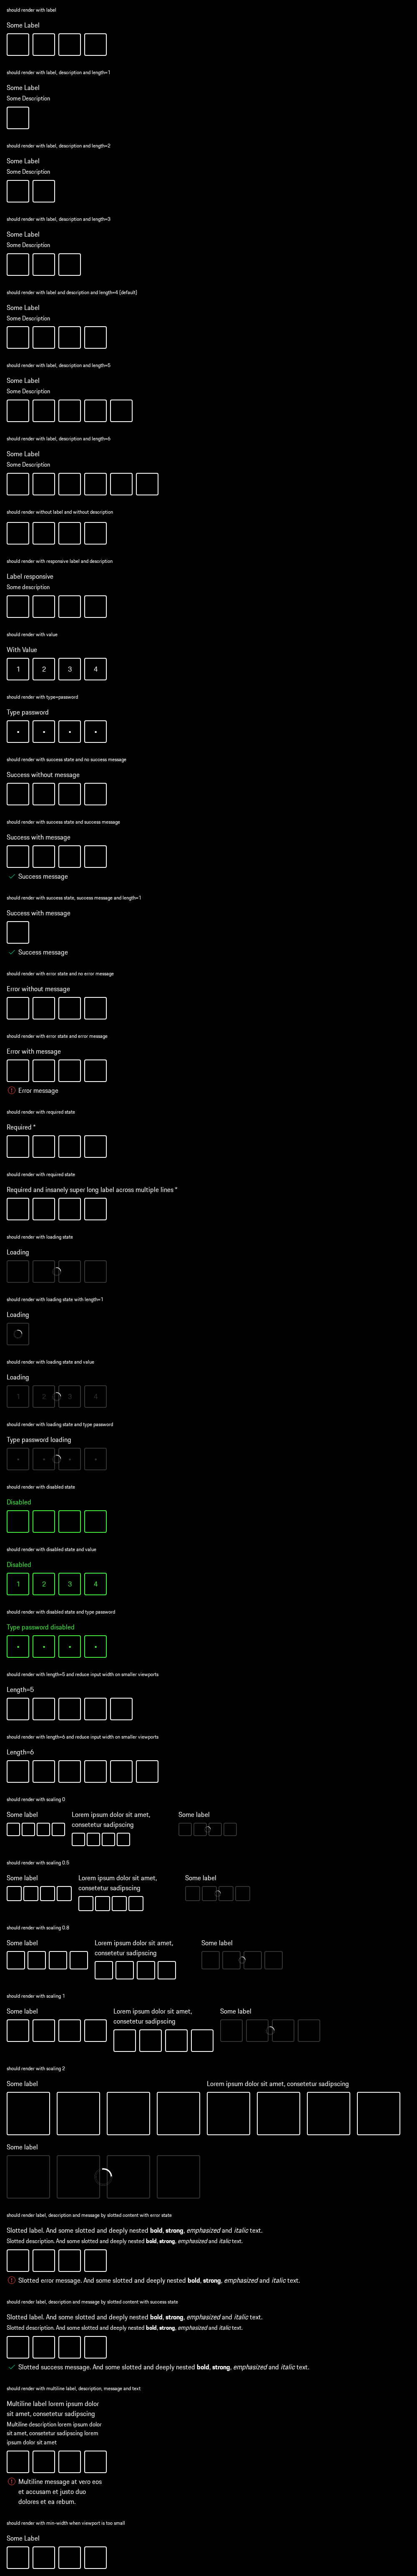 should render with label
Some Label
should render with label, description and length=1
Some Label
Some Description
should render with label, description and length=2
Some Label
Some Description
should render with label, description and length=3
Some Label
Some Description
should render with label and description and length=4 [default]
Some Label
Some Description
should render with label, description and length=5
Some Label
Some Description
should render with label, description and length=6
Some Label
Some Description
should render without label and without description
should render with responsive label and description
Label responsive
Some description
should render with value
With Value
1 2 3 4
should render with type=password
Type password
should render with success state and no success message
Success without message
should render with success state and success message
Success with message
Success message
should render with success state, success message and length=1
Success with message
Success message
should render with error state and no error message
Error without message
should render with error state and error message
Error with message
Error message
should render with required state
Required *
should render with required state
Required and insanely super long label across multiple lines *
should render with loading state
Loading
should render with loading state with length=1
Loading
should render with loading state and value
Loading
1 2 3 4
should render with loading state and type password
Type password loading
should render with disabled state
Disabled
should render with disabled state and value
Disabled
1 2 3 4
should render with disabled state and type password
Type password disabled
should render with length=5 and reduce input width on smaller viewports
Length=5
should render with length=6 and reduce input width on smaller viewports
Length=6
should render with scaling 0
Some label Lorem ipsum dolor sit amet, Some label
consetetur sadipscing
should render with scaling 0.5
Some label Lorem ipsum dolor sit amet, Some label
consetetur sadipscing
should render with scaling 0.8
Some label Lorem ipsum dolor sit amet, Some label
consetetur sadipscing
should render with scaling 1
Some label Lorem ipsum dolor sit amet, Some label
consetetur sadipscing
should render with scaling 2
Some label Lorem ipsum dolor sit amet, consetetur sadipscing
Some label
should render label, description and message by slotted content with error state
Slotted label. And some slotted and deeply nested bold, strong, emphasized and italic text.
Slotted description. And some slotted and deeply nested bold, strong, emphasized and italic text.
Slotted error message. And some slotted and deeply nested bold, strong, emphasized and italic text.
should render label, description and message by slotted content with success state
Slotted label. And some slotted and deeply nested bold, strong, emphasized and italic text.
Slotted description. And some slotted and deeply nested bold, strong, emphasized and italic text.
Slotted success message. And some slotted and deeply nested bold, strong, emphasized and italic text.
should render with multiline label, description, message and text
Multiline label lorem ipsum dolor
sit amet, consetetur sadipscing
Multiline description lorem ipsum dolor
sit amet, consetetur sadipscing lorem
ipsum dolor sit amet
Multiline message at vero eos
et accusam et justo duo
dolores et ea rebum.
should render with min-width when viewport is too small
Some Label